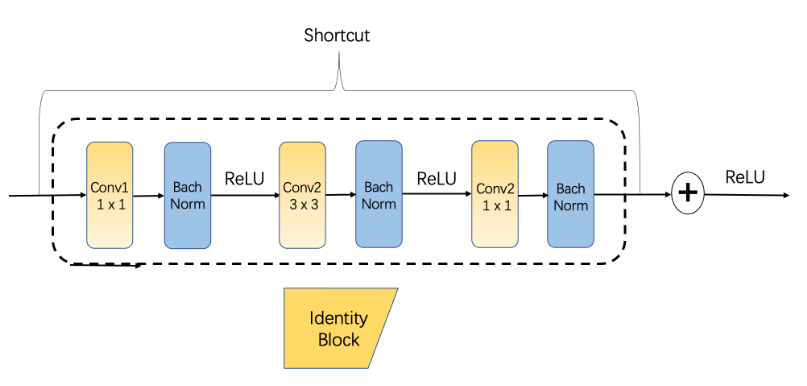 Shortcut
Conv1
1 x 1
Bach
Norm
ReLU
Conv2
3 x 3
Bach
Norm
ReLU
Conv2
1 x 1
Bach
Norm
+
ReLU
Identity
Block